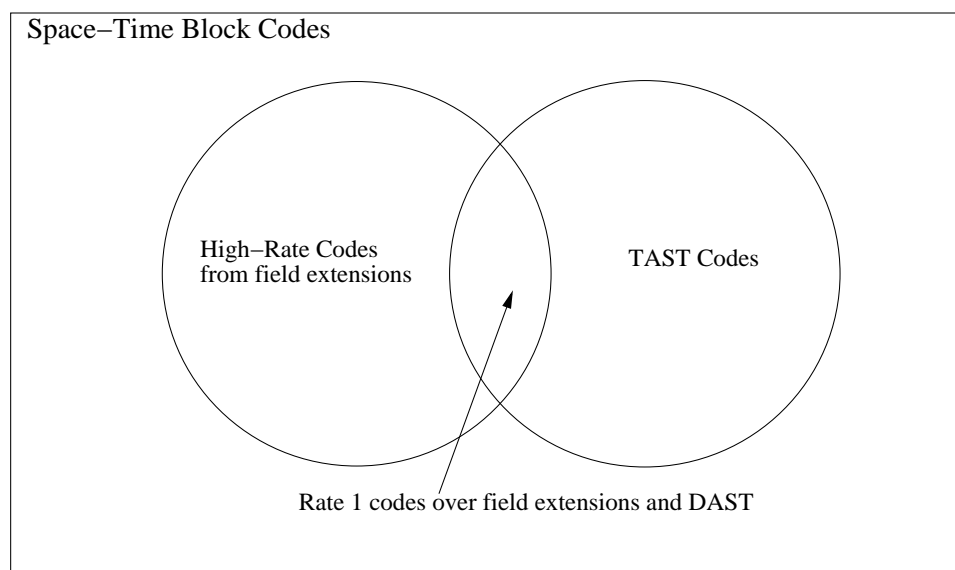 Space−Time Block Codes
High−Rate Codes
from field extensions
TAST Codes
Rate 1 codes over field extensions and DAST